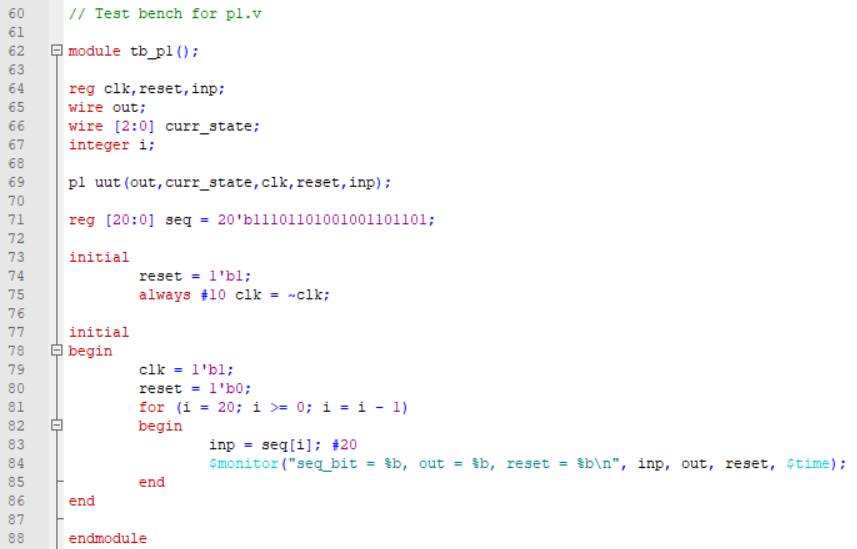 60 // Test bench for p1.v
61
62 module tb_p1();
63
64 reg clk,reset,inp;
65 wire out;
66 wire [2:0] curr_state;
67 integer i;
68
69 p1 uut(out,curr_state,clk,reset,inp);
70
71 reg [20:0] seq = 20'b11101101001001101101;
72
73 initial
74 reset = 1'b1;
75 always #10 clk = ~clk;
76
77 initial
78 begin
79 clk = 1'b1;
80 reset = 1'b0;
81 for (i = 20; i >= 0; i = i - 1)
82 begin
83 inp = seq[i]; #20
84 $monitor("seq_bit = %b, out = %b, reset = %b\n", inp, out, reset, $time);
85 end
86 end
87
88 endmodule